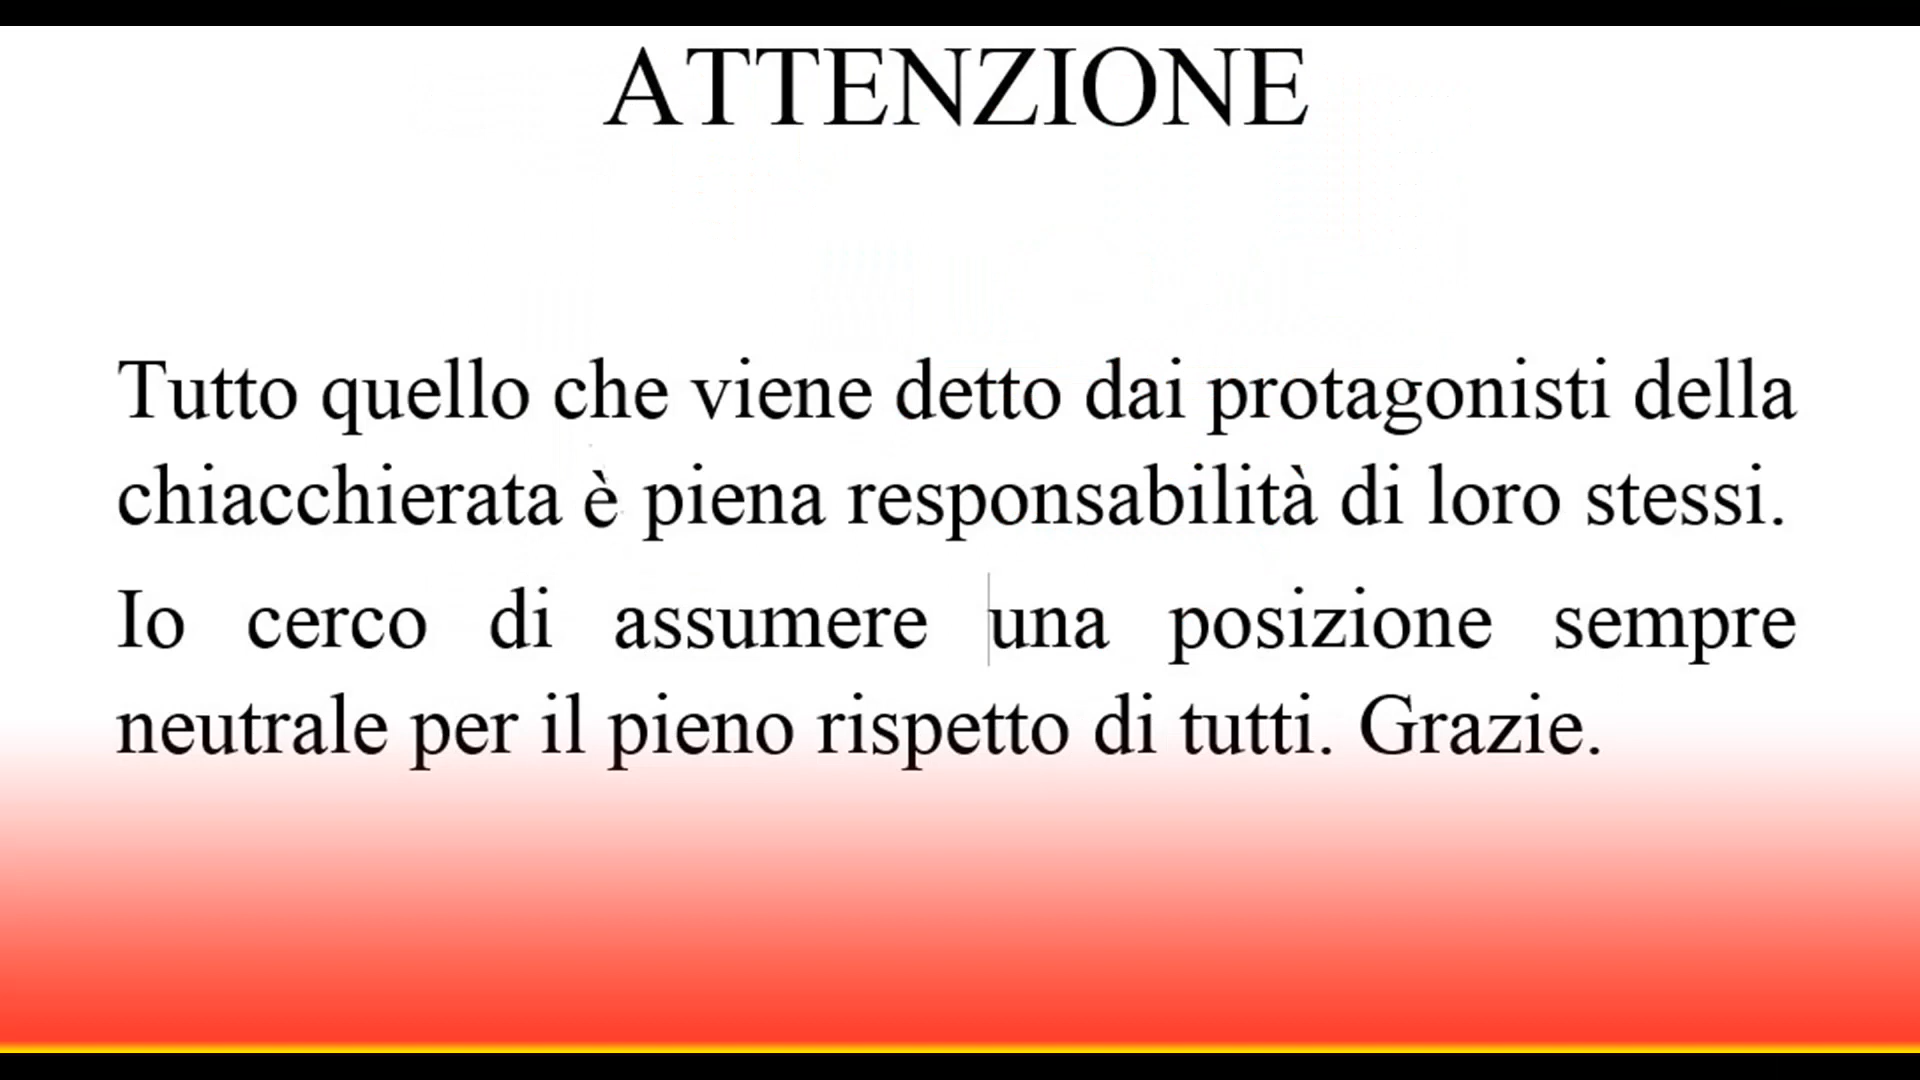 ATTENZIONE
Tutto quello che viene detto dai protagonisti della
chiacchierata è piena responsabilità di loro stessi.
Io cerco di assumere una posizione sempre
neutrale per il pieno rispetto di tutti. Grazie.